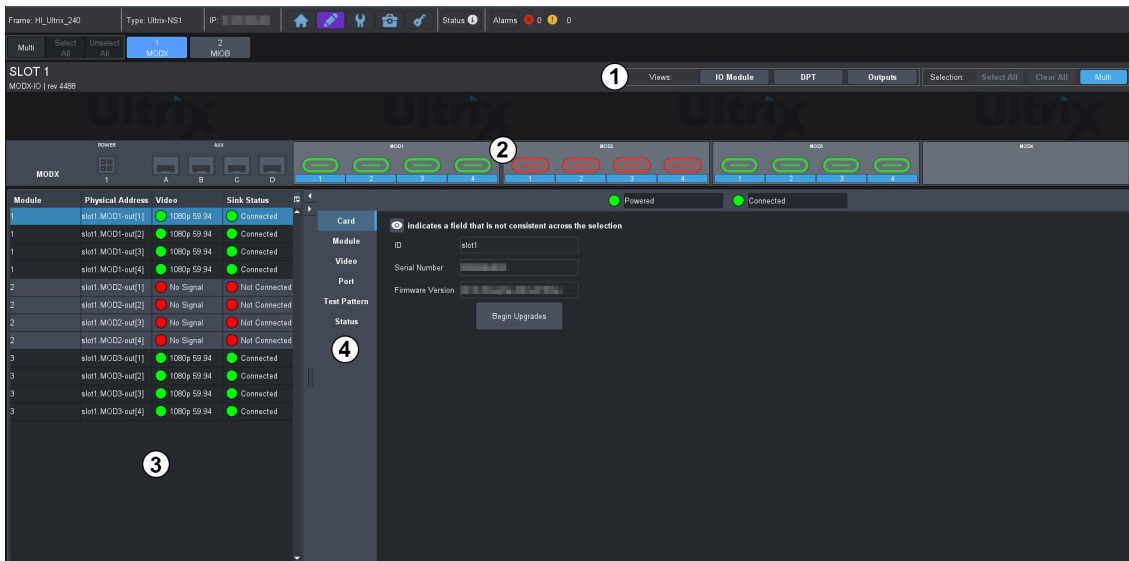 Frame: HI_Ultrix_240 Type: Ultrix-NS1 IP: Status Alarms 0 0
Multi Select All Unselect All 1 MODX 2 MIOB
SLOT 1
MODX-IO | rev 4488
1 Views: IO Module DPT Outputs Selection: Select All Clear All Multi
Ultrix Ultrix Ultrix Ultrix
POWER AUX MOD1 2 MOD2 MOD3 MOD4
MODX 1 A B C D 1 2 3 4 1 2 3 4 1 2 3 4
Module Physical Address Video Sink Status
1 slot1.MOD1-out[1] 1080p 59.94 Connected
1 slot1.MOD1-out[2] 1080p 59.94 Connected
1 slot1.MOD1-out[3] 1080p 59.94 Connected
1 slot1.MOD1-out[4] 1080p 59.94 Connected
2 slot1.MOD2-out[1] No Signal Not Connected
2 slot1.MOD2-out[2] No Signal Not Connected
2 slot1.MOD2-out[3] No Signal Not Connected
2 slot1.MOD2-out[4] No Signal Not Connected
3 slot1.MOD3-out[1] 1080p 59.94 Connected
3 slot1.MOD3-out[2] 1080p 59.94 Connected
3 slot1.MOD3-out[3] 1080p 59.94 Connected
3 slot1.MOD3-out[4] 1080p 59.94 Connected
3
Powered Connected
Card
Module
Video
Port
Test Pattern
Status
4
Indicates a field that is not consistent across the selection
ID slot1
Serial Number
Firmware Version
Begin Upgrades